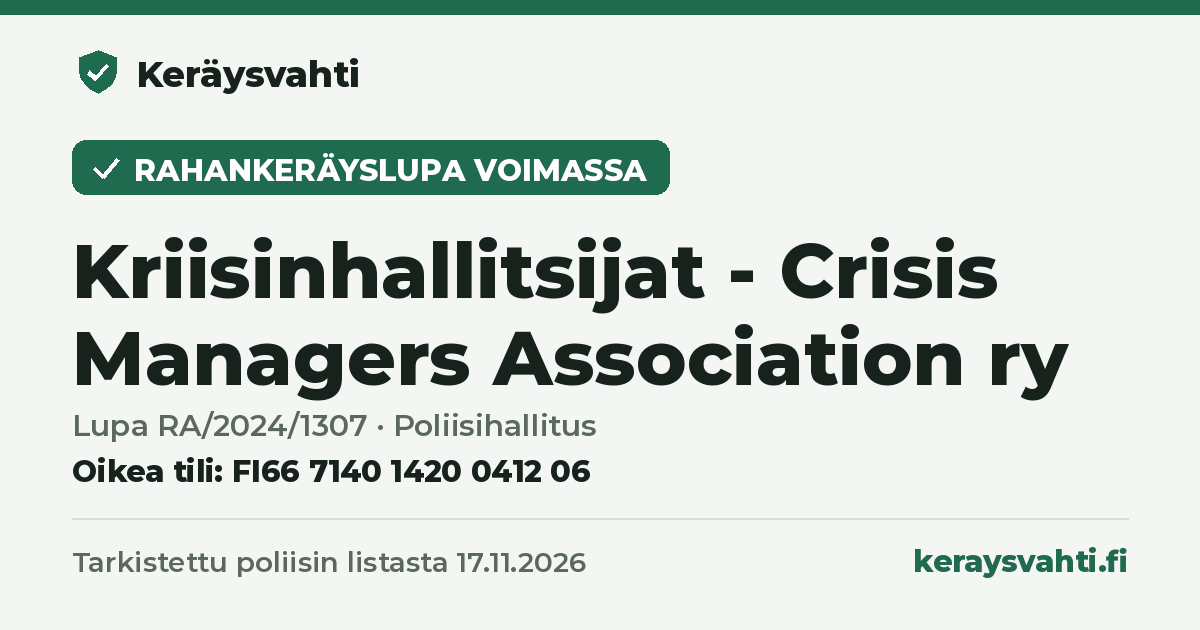 Keräysvahti
RAHANKERÄYSLUPA VOIMASSA
Kriisinhallitsijat - Crisis
Managers Association ry
Lupa RA/2024/1307 · Poliisihallitus
Oikea tili: FI66 7140 1420 0412 06
Tarkistettu poliisin listasta 17.11.2026
keraysvahti.fi